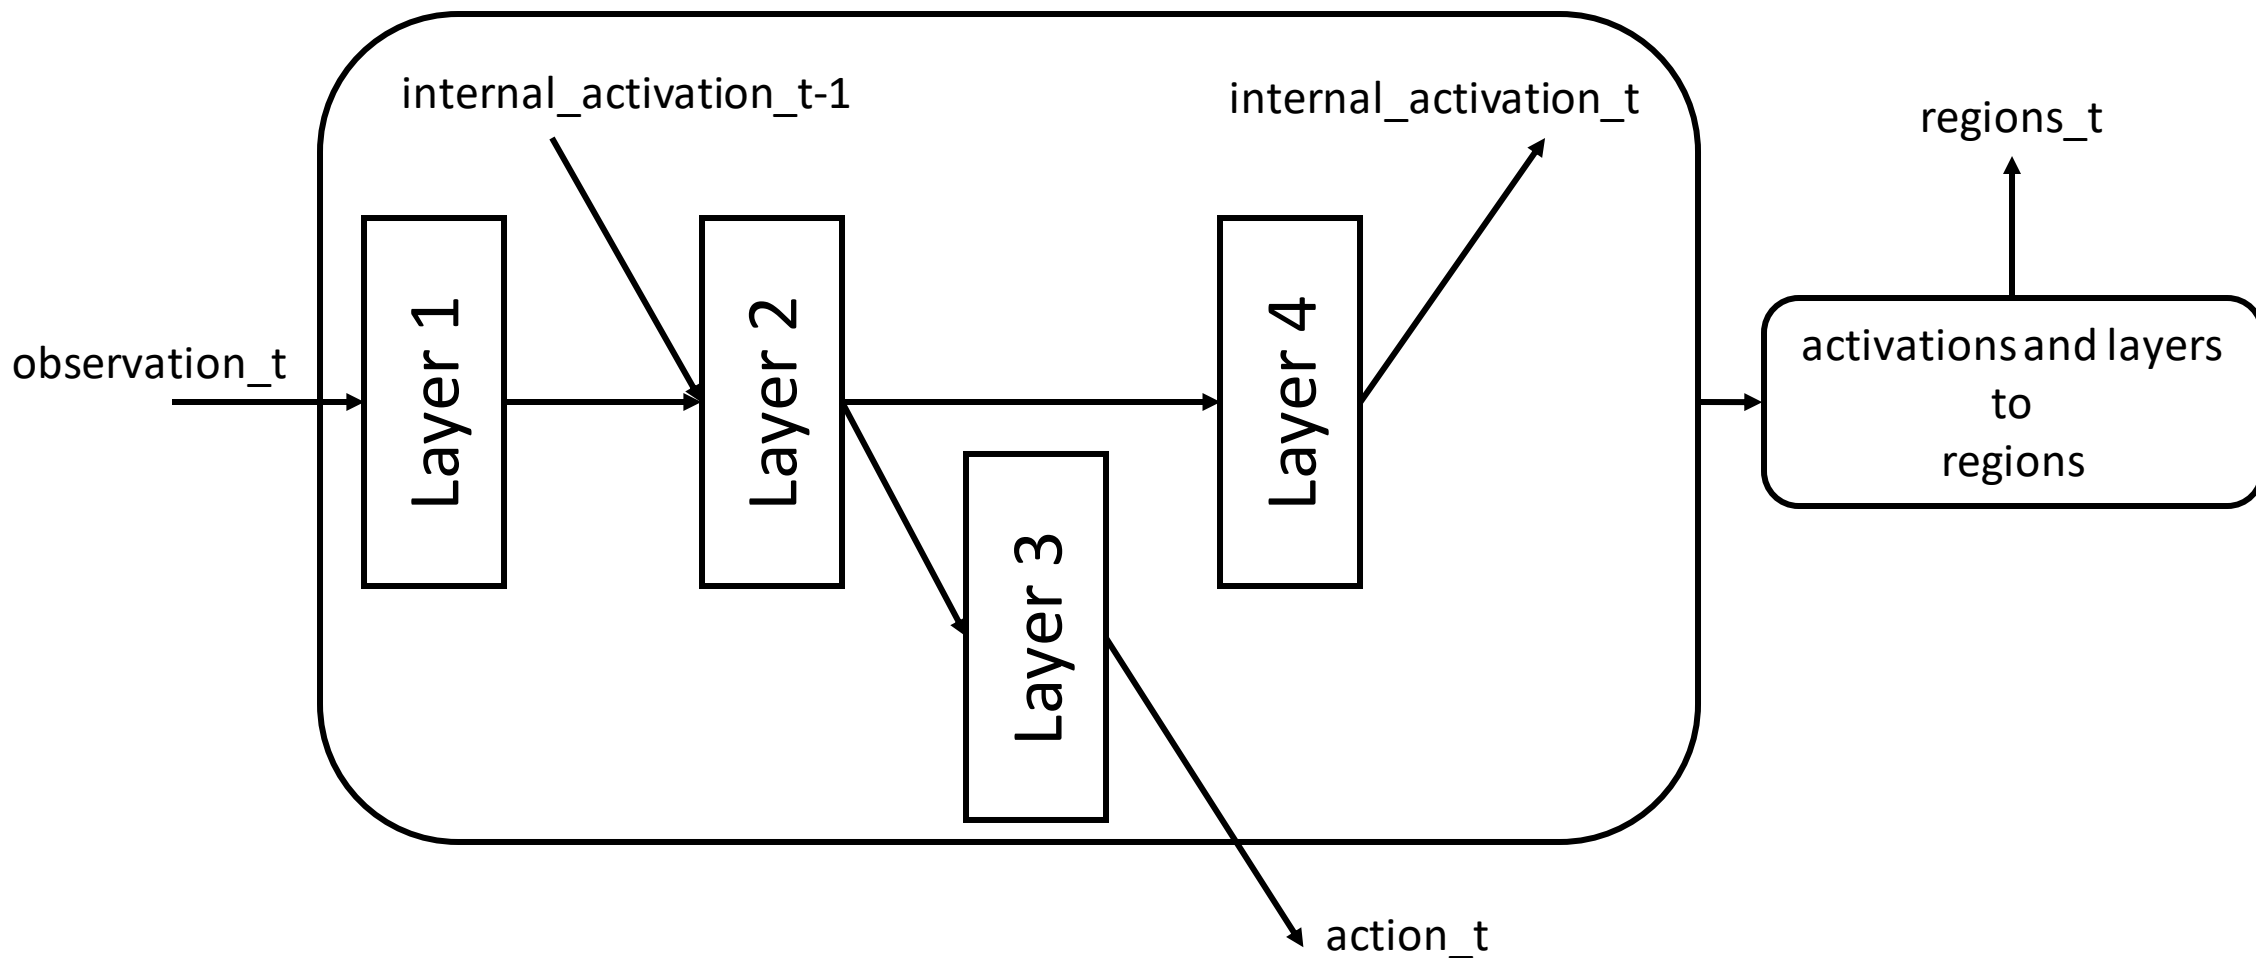 internal_activation_t-1
internal_activation_t
regions_t
observation_t
Layer 1
Layer 2
Layer 3
Layer 4
activations and layers
to
regions
action_t